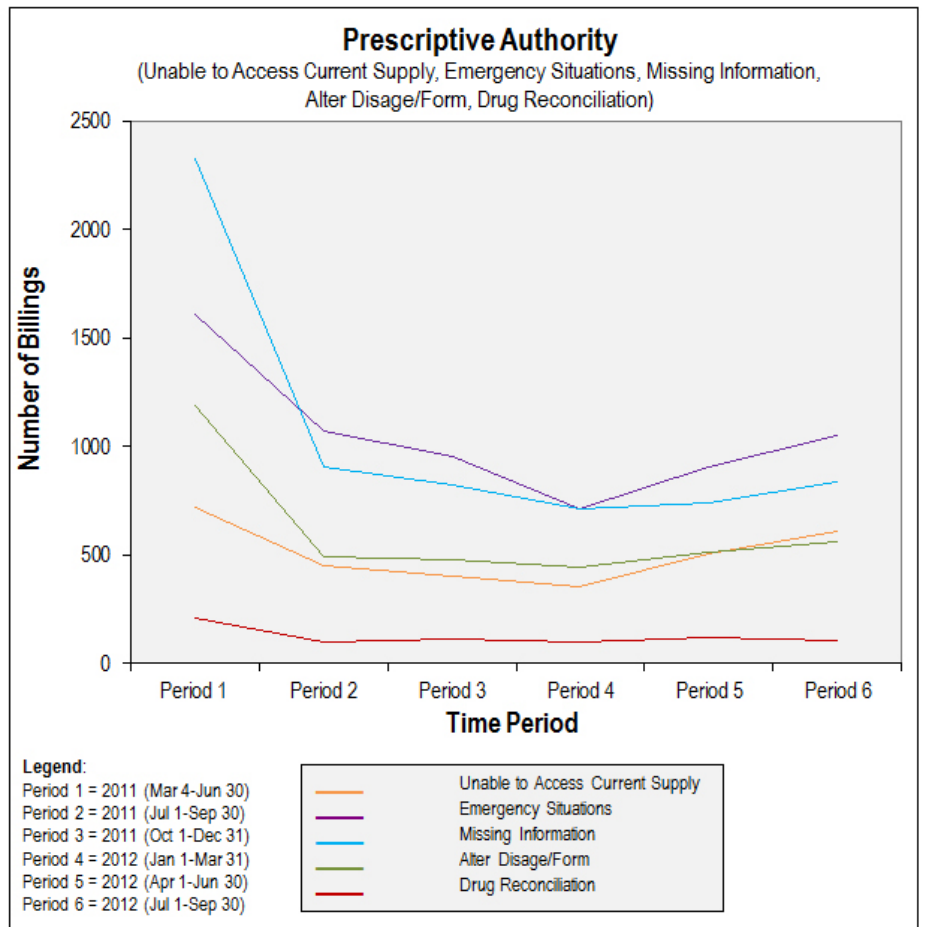 Prescriptive Authority
(Unable to Access Current Supply, Emergency Situations, Missing Information,
Alter Disage/Form, Drug Reconciliation)
2500
2000
1500
1000
500
0
Number of Billings
Period 1
Period 2
Period 3
Period 4
Period 5
Period 6
Time Period
Legend:
Period 1 = 2011 (Mar 4-Jun 30)
Period 2 = 2011 (Jul 1-Sep 30)
Period 3 = 2011 (Oct 1-Dec 31)
Period 4 = 2012 (Jan 1-Mar 31)
Period 5 = 2012 (Apr 1-Jun 30)
Period 6 = 2012 (Jul 1-Sep 30)
Unable to Access Current Supply
Emergency Situations
Missing Information
Alter Disage/Form
Drug Reconciliation